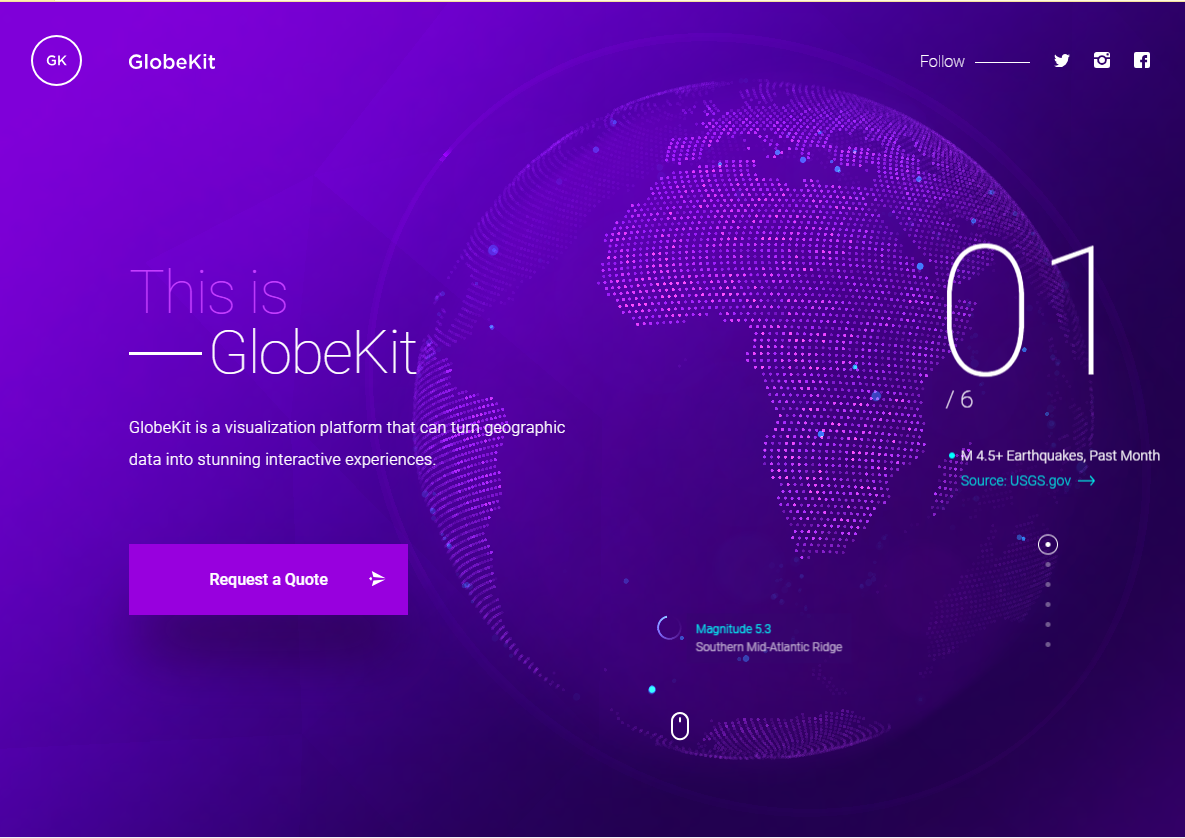 GK
GlobeKit
Follow
This is
GlobeKit
GlobeKit is a visualization platform that can turn geographic
data into stunning interactive experiences.
Request a Quote
01
/ 6
M 4.5+ Earthquakes, Past Month
Source: USGS.gov
Magnitude 5.3
Southern Mid-Atlantic Ridge